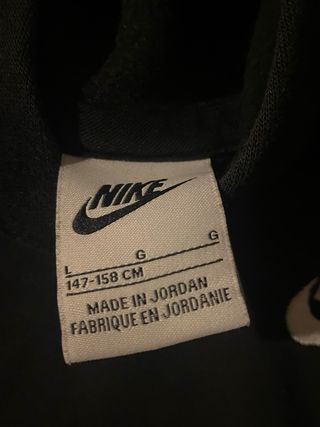 NIKE
L G G
147-158 CM
MADE IN JORDAN
FABRIQUE EN JORDANIE